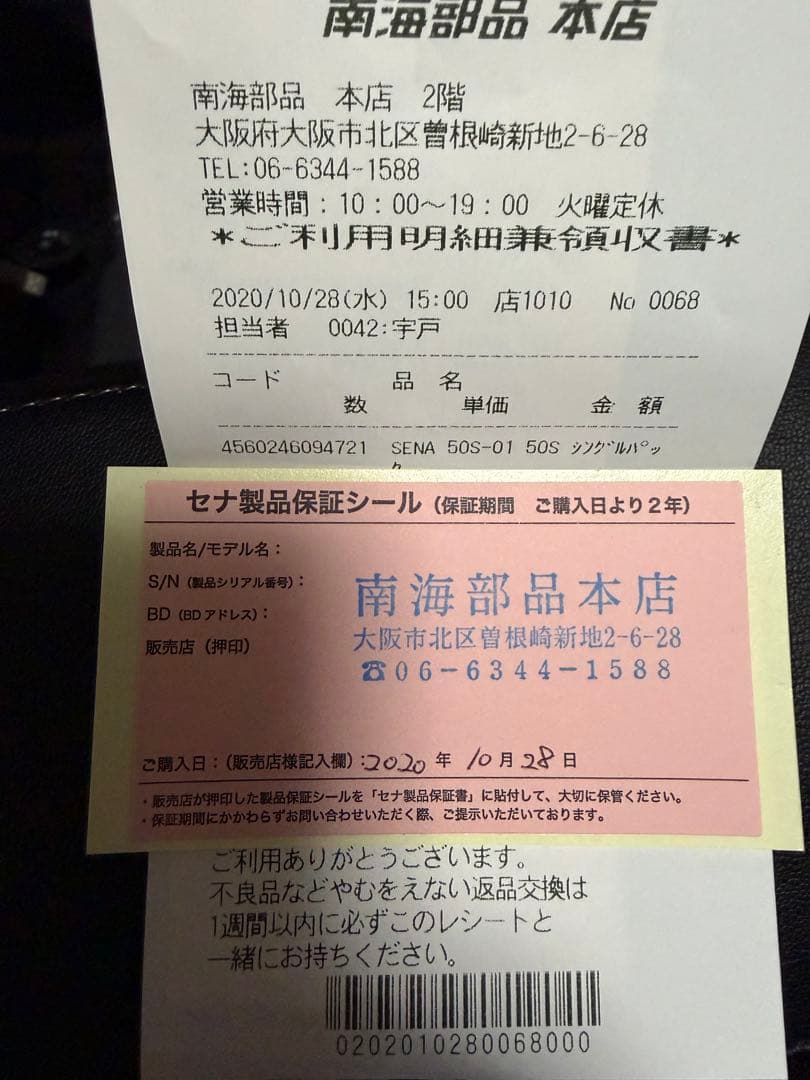 南海部品 本店
南海部品 本店 2階
大阪府大阪市北区曽根崎新地2-6-28
TEL:06-6344-1588
営業時間：10：00～19：00 火曜定休
*ご利用明細兼領収書*
2020/10/28(水) 15:00 店1010 No 0068
担当者 0042:宇戸
コード 品 名
数 単価 金 額
4560246094721 SENA 50S-01 50S ｼﾝｸﾞﾙﾊﾟｯ
ｸ
セナ製品保証シール（保証期間 ご購入日より２年）
製品名/モデル名：
S/N（製品シリアル番号）：
BD（BDアドレス）：
販売店（押印）
南海部品本店
大阪市北区曽根崎新地2-6-28
☎06-6344-1588
ご購入日：（販売店様記入欄）：2020 年 10 月 28 日
・販売店が押印した製品保証シールを「セナ製品保証書」に貼付して、大切に保管ください。
・保証期間にかかわらずお問い合わせいただく際、ご提示いただいております。
ご利用ありがとうございます。
不良品などやむをえない返品交換は
1週間以内に必ずこのレシートと
一緒にお持ちください。
0202010280068000